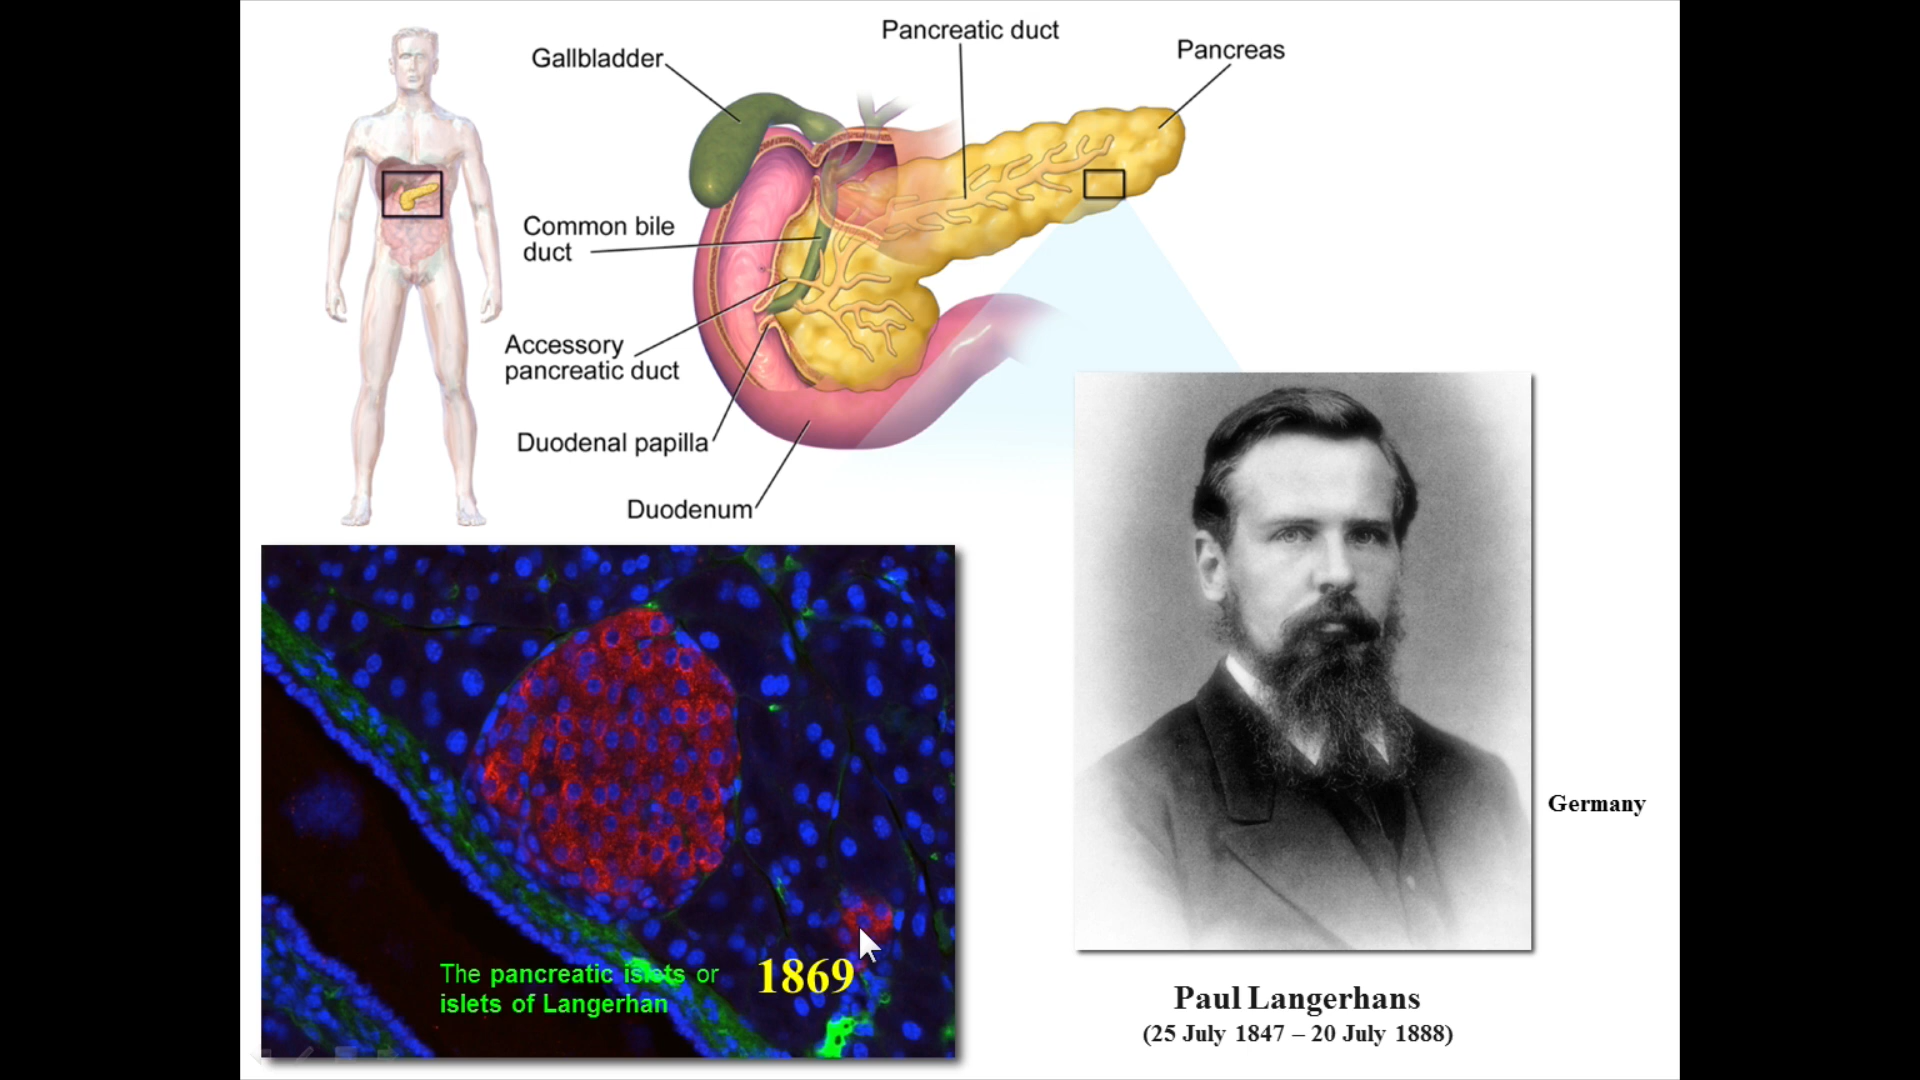 Pancreatic duct
Gallbladder
Pancreas
Common bile
duct
Accessory
pancreatic duct
Duodenal papilla
Duodenum
The pancreatic islets or
islets of Langerhan
1869
Germany
Paul Langerhans
(25 July 1847 – 20 July 1888)